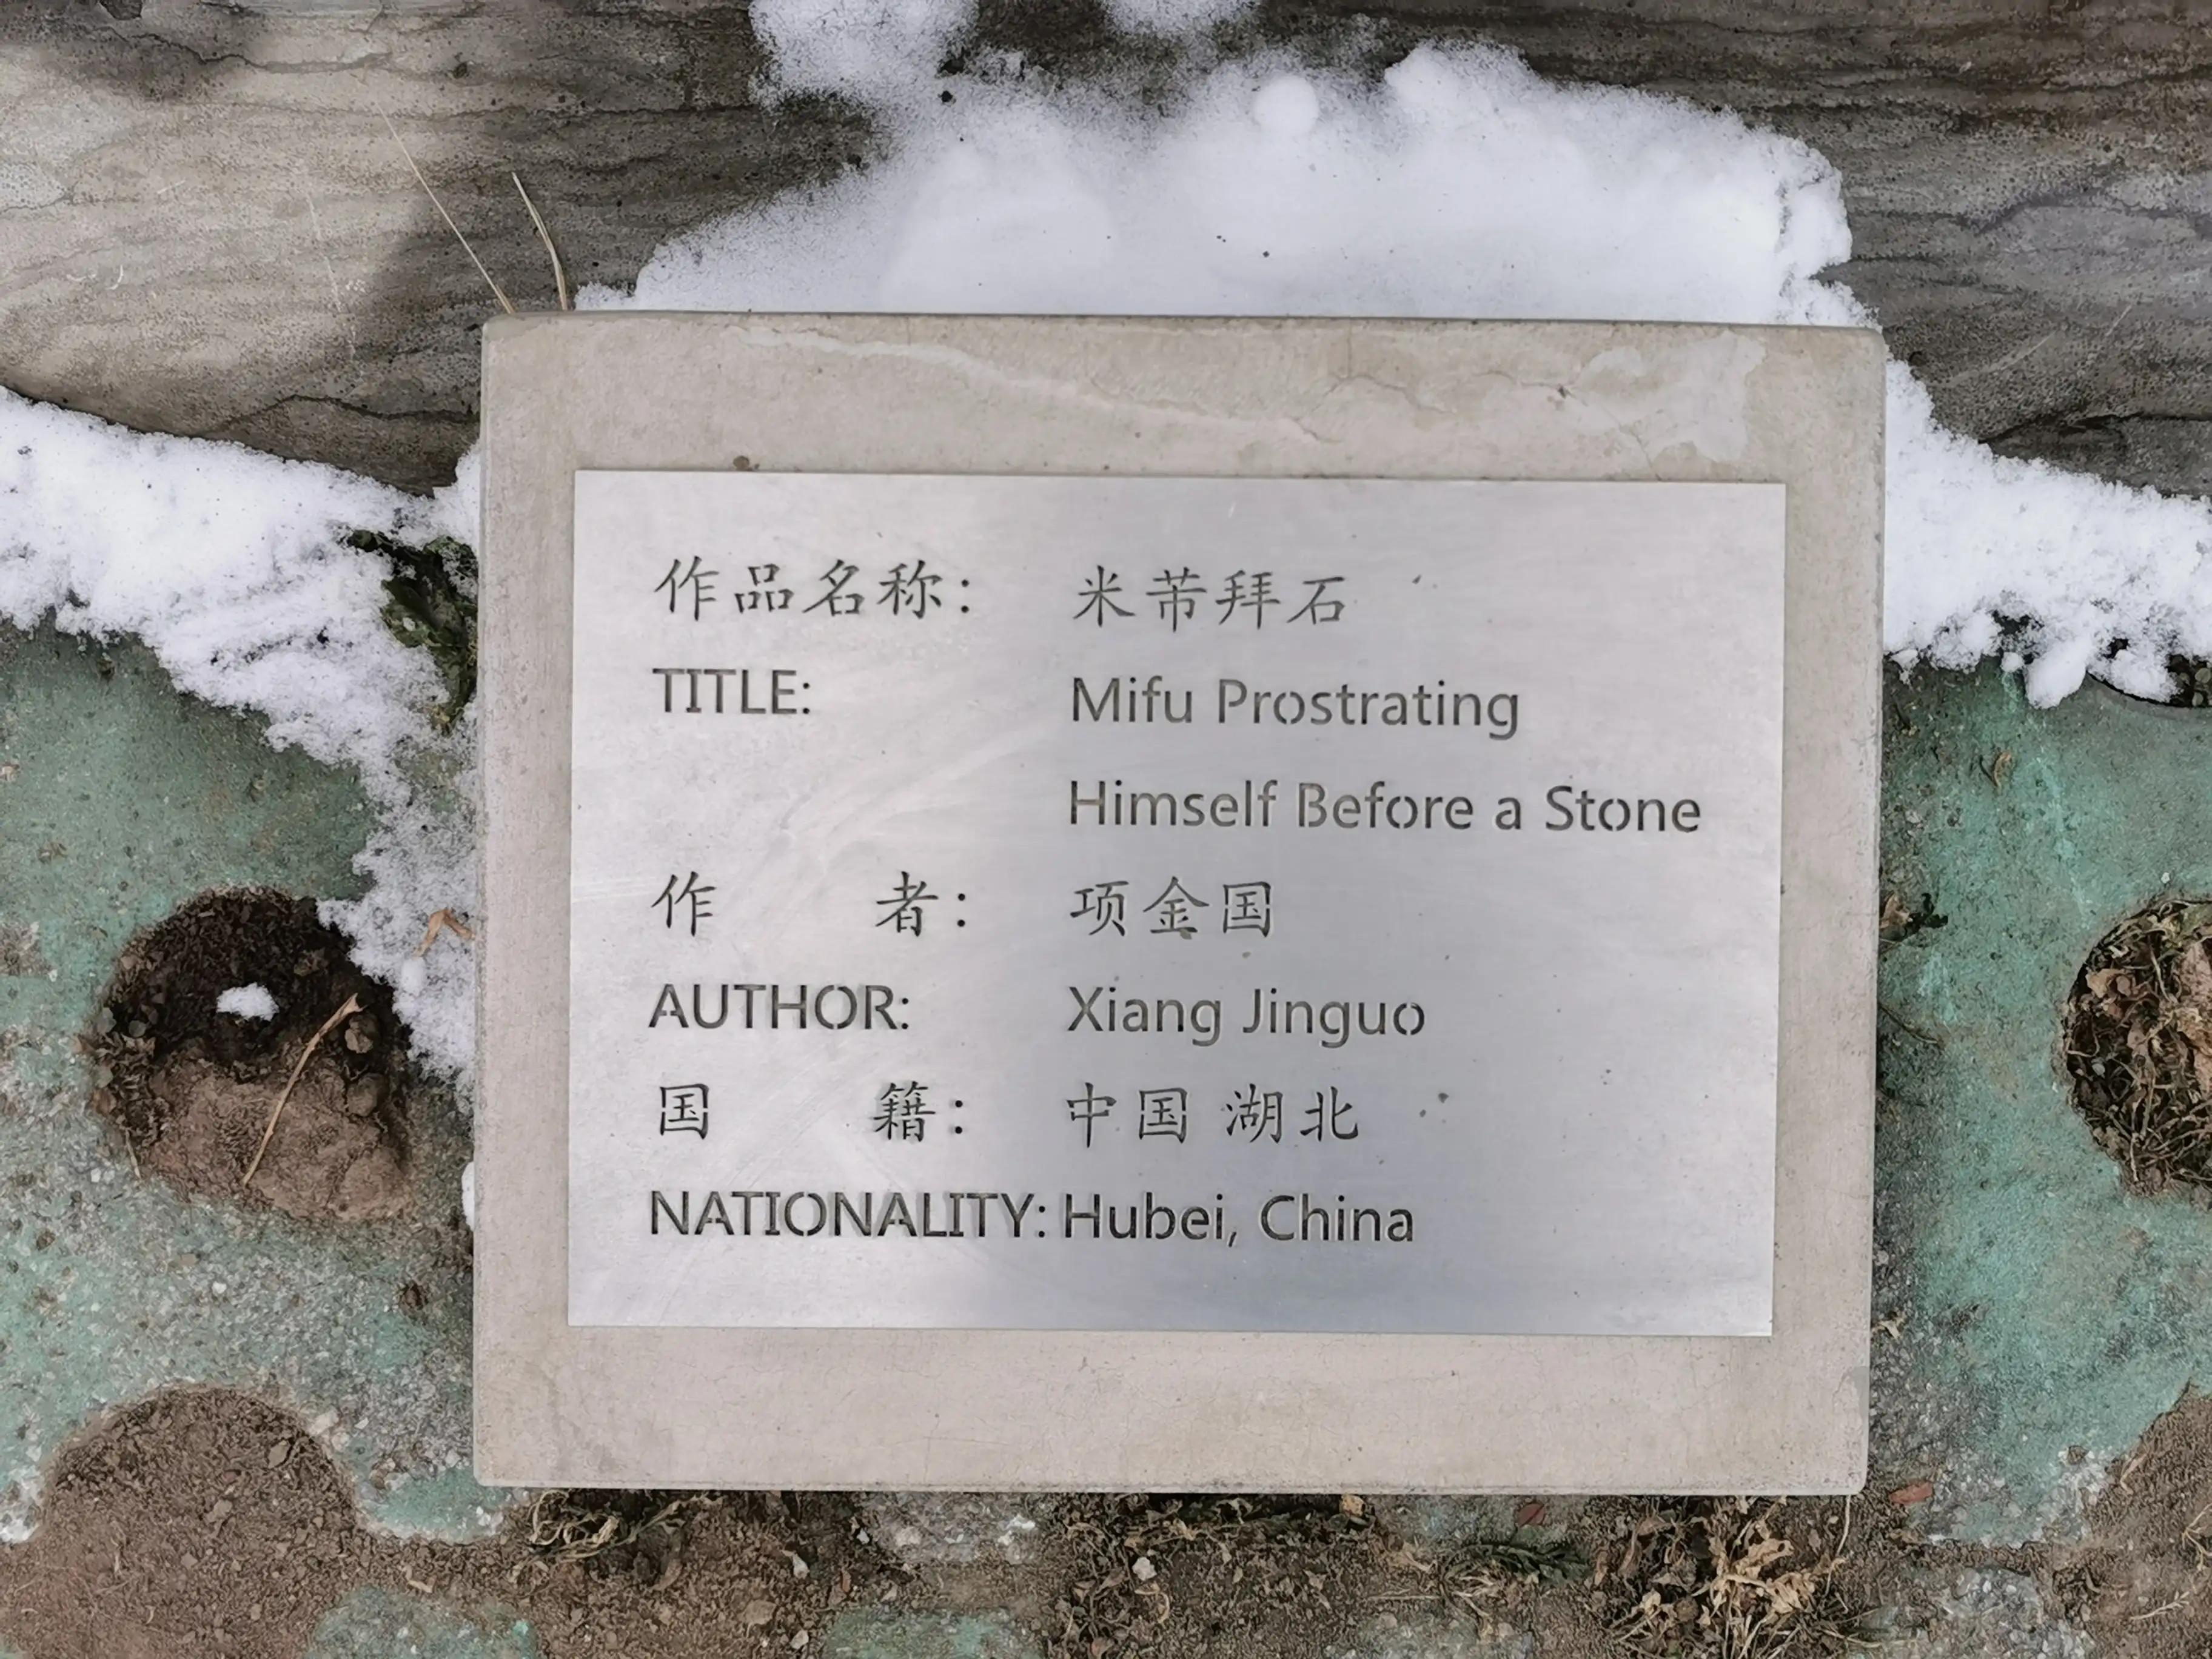 作品名称： 米芾拜石
TITLE: Mifu Prostrating
Himself Before a Stone
作 者： 项金国
AUTHOR: Xiang Jinguo
国 籍： 中国 湖北
NATIONALITY: Hubei, China